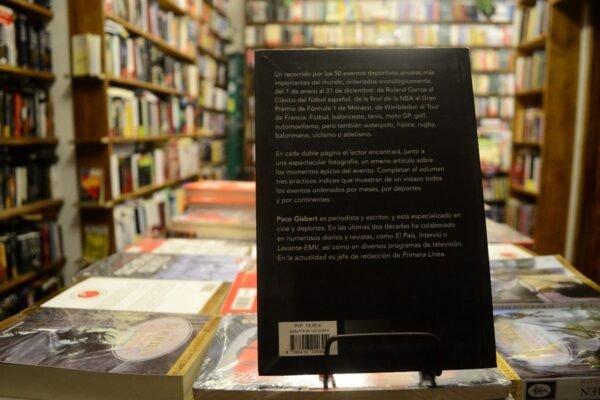 Un recorrido por los 50 eventos deportivos anuales más
importantes del mundo, ordenados cronológicamente,
del 1 de enero al 31 de diciembre: de Roland Garros al
Clásico del fútbol español, de la final de la NBA al Gran
Premio de Fórmula 1 de Mónaco, de Wimbledon al Tour
de Francia. Fútbol, baloncesto, tenis, moto GP, golf,
automovilismo, pero también waterpolo, hípica, rugby,
balonmano, ciclismo o atletismo.
En cada doble página el lector encontrará, junto a
una espectacular fotografía, un ameno artículo sobre
los momentos épicos del evento. Completan el volumen
tres prácticos índices que muestran de un vistazo todos
los eventos ordenados por meses, por deportes
y por continentes.
Paco Gisbert es periodista y escritor, y está especializado en
cine y deportes. En las últimas dos décadas ha colaborado
en numerosos diarios y revistas, como El País, Interviú o
Levante-EMV, así como en diversos programas de televisión.
En la actualidad es jefe de redacción de Primera Línea.
PVP. 14,95 €